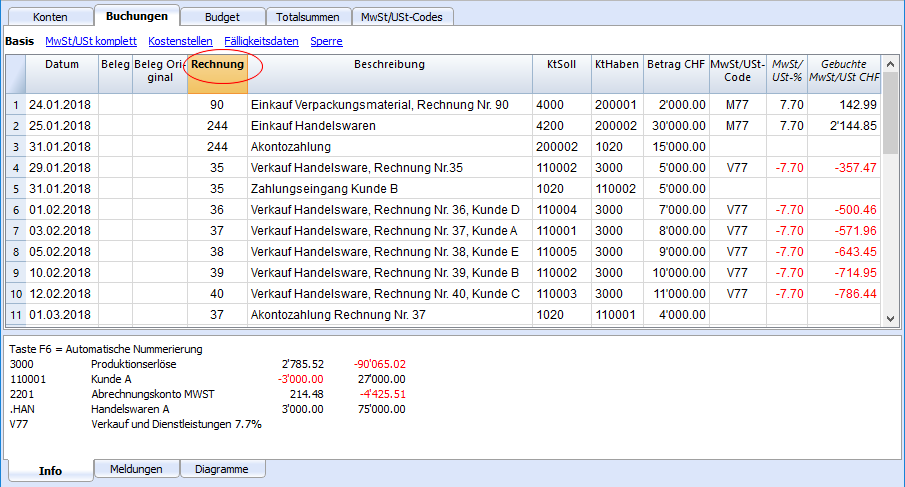 Konten Buchungen Budget Totalsummen MwSt/USt-Codes
Basis MwSt/USt komplett Kostenstellen Fälligkeitsdaten Sperre
Datum Beleg Beleg Ori- Rechnung Beschreibung KtSoll KtHaben Betrag CHF MwSt/USt- MwSt/ Gebuchte
ginal Code USt-% MwSt/USt CHF
1 24.01.2018 90 Einkauf Verpackungsmaterial, Rechnung Nr. 90 4000 200001 2'000.00 M77 7.70 142.99
2 25.01.2018 244 Einkauf Handelswaren 4200 200002 30'000.00 M77 7.70 2'144.85
3 31.01.2018 244 Akontozahlung 200002 1020 15'000.00
4 29.01.2018 35 Verkauf Handelsware, Rechnung Nr.35 110002 3000 5'000.00 V77 -7.70 -357.47
5 31.01.2018 35 Zahlungseingang Kunde B 1020 110002 5'000.00
6 01.02.2018 36 Verkauf Handelsware, Rechnung Nr. 36, Kunde D 110004 3000 7'000.00 V77 -7.70 -500.46
7 03.02.2018 37 Verkauf Handelsware, Rechnung Nr. 37, Kunde A 110001 3000 8'000.00 V77 -7.70 -571.96
8 05.02.2018 38 Verkauf Handelsware, Rechnung Nr. 38, Kunde E 110005 3000 9'000.00 V77 -7.70 -643.45
9 10.02.2018 39 Verkauf Handelsware, Rechnung Nr. 39, Kunde B 110002 3000 10'000.00 V77 -7.70 -714.95
10 12.02.2018 40 Verkauf Handelsware, Rechnung Nr. 40, Kunde C 110003 3000 11'000.00 V77 -7.70 -786.44
11 01.03.2018 37 Akontozahlung Rechnung Nr. 37 1020 110001 4'000.00
Taste F6 = Automatische Nummerierung
3000 Produktionserlöse 2'785.52 -90'065.02
110001 Kunde A -3'000.00 27'000.00
2201 Abrechnungskonto MWST 214.48 -4'425.51
.HAN Handelswaren A 3'000.00 75'000.00
V77 Verkauf und Dienstleistungen 7.7%
Info Meldungen Diagramme